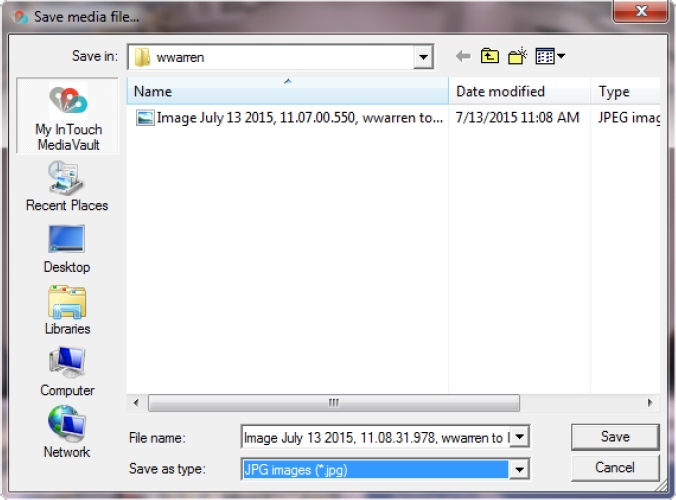 Save media file...
Save in: wwarren
Name Date modified Type
Image July 13 2015, 11.07.00.550, wwarren to... 7/13/2015 11:08 AM JPEG imag
My InTouch
MediaVault
Recent Places
Desktop
Libraries
Computer
Network
File name: Image July 13 2015, 11.08.31.978, wwarren to Save
Save as type: JPG images (*.jpg) Cancel